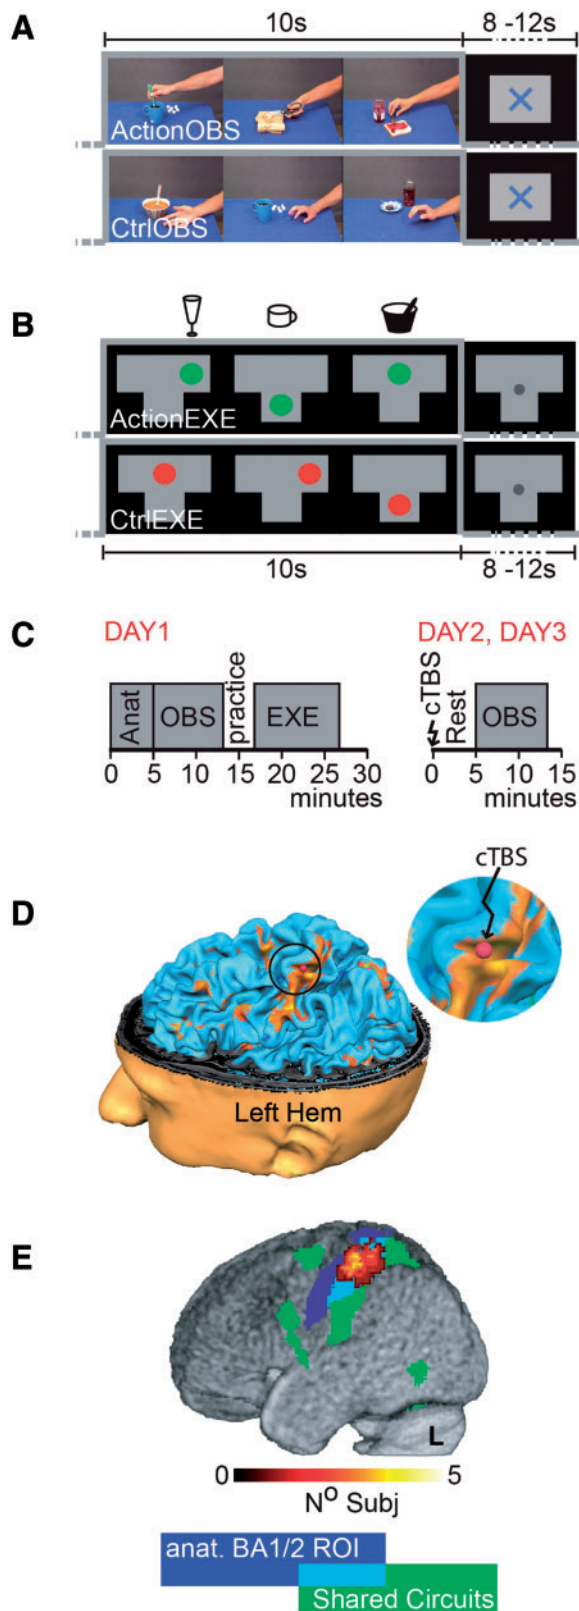 A
10s
8 -12s
ActionOBS
CtrlOBS
B
ActionEXE
CtrlEXE
10s
8 -12s
C
DAY1
DAY2, DAY3
Anat
OBS
practice
EXE
cTBS
Rest
OBS
0 5 10 15 20 25 30
minutes
0 5 10 15
minutes
D
cTBS
Left Hem
E
L
0 5
Nº Subj
anat. BA1/2 ROI
Shared Circuits